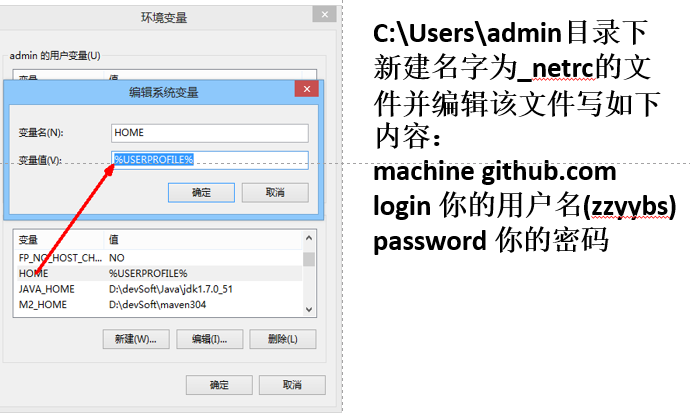 环境变量
admin 的用户变量(U)
变量 值
编辑系统变量
变量名(N): HOME
变量值(V): %USERPROFILE%
确定 取消
变量 值
FP_NO_HOST_CH... NO
HOME %USERPROFILE%
JAVA_HOME D:\devSoft\Java\jdk1.7.0_51
M2_HOME D:\devSoft\maven304
新建(W)... 编辑(I)... 删除(L)
确定 取消
C:\Users\admin目录下
新建名字为_netrc的文
件并编辑该文件写如下
内容：
machine github.com
login 你的用户名(zzyybs)
password 你的密码